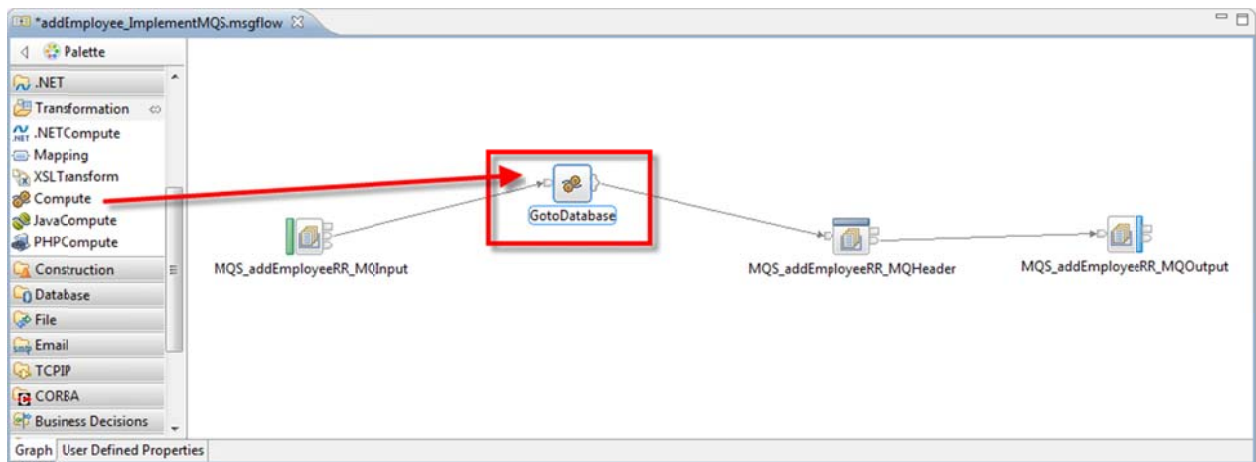 *addEmployee_ImplementMQS.msgflow
Palette
.NET
Transformation
.NETCompute
Mapping
XSLTransform
Compute
JavaCompute
PHPCompute
Construction
Database
File
Email
TCPIP
CORBA
Business Decisions
GotoDatabase
MQS_addEmployeeRR_MQInput
MQS_addEmployeeRR_MQHeader
MQS_addEmployeeRR_MQOutput
Graph
User Defined Properties